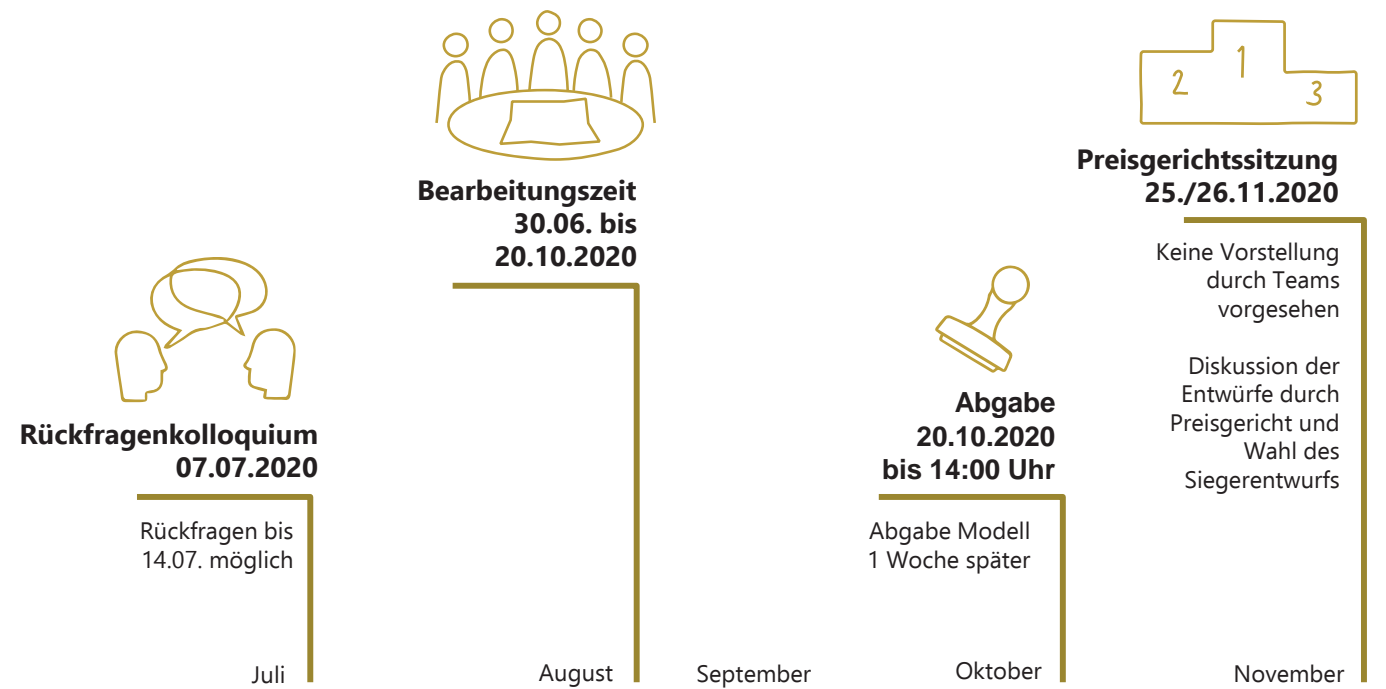 Rückfragenkolloquium
07.07.2020
Rückfragen bis
14.07. möglich
Juli
Bearbeitungszeit
30.06. bis
20.10.2020
August
September
Abgabe
20.10.2020
bis 14:00 Uhr
Abgabe Modell
1 Woche später
Oktober
2
1
3
Preisgerichtssitzung
25./26.11.2020
Keine Vorstellung
durch Teams
vorgesehen
Diskussion der
Entwürfe durch
Preisgericht und
Wahl des
Siegerentwurfs
November